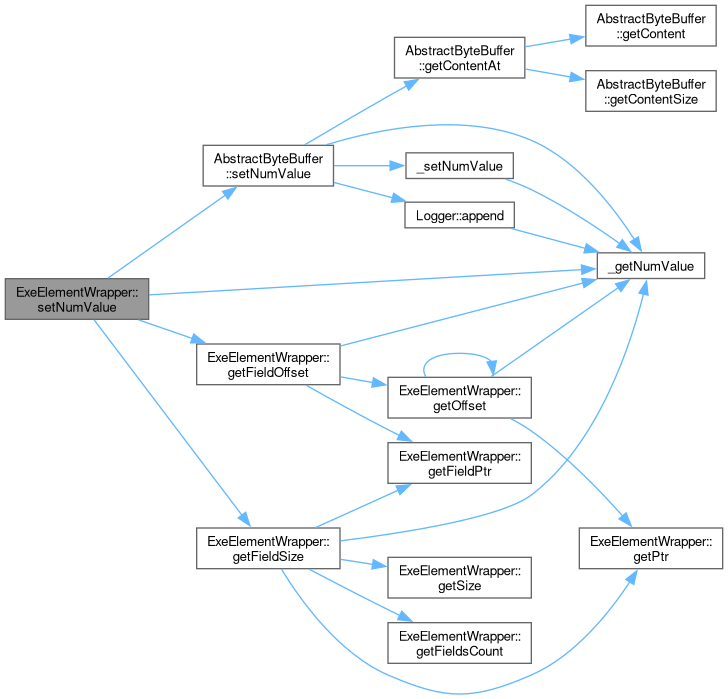 AbstractByteBuffer
::getContent
AbstractByteBuffer
::getContentAt
AbstractByteBuffer
::getContentSize
AbstractByteBuffer
::setNumValue
_setNumValue
Logger::append
_getNumValue
ExeElementWrapper::
setNumValue
ExeElementWrapper::
getFieldOffset
ExeElementWrapper::
getOffset
ExeElementWrapper::
getFieldPtr
ExeElementWrapper::
getFieldSize
ExeElementWrapper::
getPtr
ExeElementWrapper::
getSize
ExeElementWrapper::
getFieldsCount